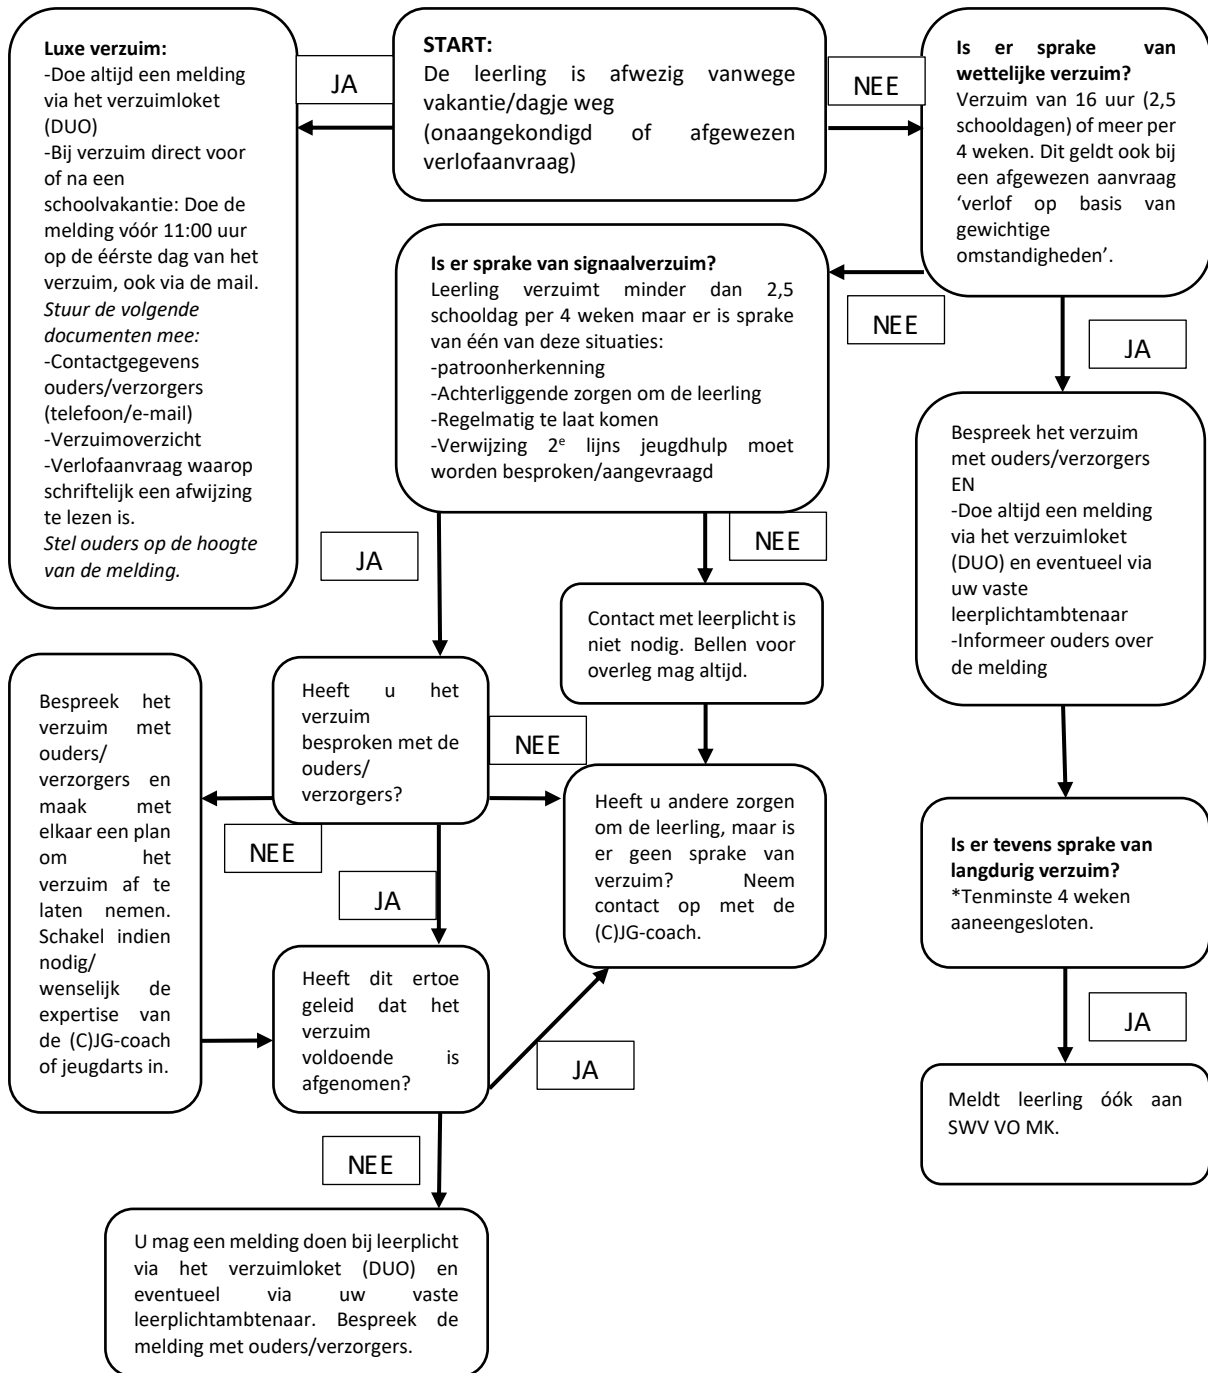 Luxe verzuim:
-Doe altijd een melding
via het verzuimloket
(DUO)
-Bij verzuim direct voor
of na een
schoolvakantie: Doe de
melding vóór 11:00 uur
op de éérste dag van het
verzuim, ook via de mail.
Stuur de volgende
documenten mee:
-Contactgegevens
ouders/verzorgers
(telefoon/e-mail)
-Verzuimoverzicht
-Verlofaanvraag waarop
schriftelijk een afwijzing
te lezen is.
Stel ouders op de hoogte
van de melding.
JA
START:
De leerling is afwezig vanwege
vakantie/dagje weg
(onaangekondigd of afgewezen
verlofaanvraag)
NEE
Is er sprake van
wettelijke verzuim?
Verzuim van 16 uur (2,5
schooldagen) of meer per
4 weken. Dit geldt ook bij
een afgewezen aanvraag
‘verlof op basis van
gewichtige
omstandigheden’.
NEE
JA
Is er sprake van signaalverzuim?
Leerling verzuimt minder dan 2,5
schooldag per 4 weken maar er is sprake
van één van deze situaties:
-patroonherkenning
-Achterliggende zorgen om de leerling
-Regelmatig te laat komen
-Verwijzing 2e lijns jeugdhulp moet
worden besproken/aangevraagd
JA
NEE
Bespreek het verzuim
met ouders/verzorgers
EN
-Doe altijd een melding
via het verzuimloket
(DUO) en eventueel via
uw vaste
leerplichtambtenaar
-Informeer ouders over
de melding
Contact met leerplicht is
niet nodig. Bellen voor
overleg mag altijd.
Heeft u het
verzuim
besproken met de
ouders/
verzorgers?
NEE
NEE
JA
Bespreek het
verzuim met
ouders/
verzorgers en
maak met
elkaar een plan
om het
verzuim af te
laten nemen.
Schakel indien
nodig/
wenselijk de
expertise van
de (C)JG-coach
of jeugdarts in.
Heeft u andere zorgen
om de leerling, maar is
er geen sprake van
verzuim? Neem
contact op met de
(C)JG-coach.
Is er tevens sprake van
langdurig verzuim?
*Tenminste 4 weken
aaneengesloten.
JA
Heeft dit ertoe
geleid dat het
verzuim
voldoende is
afgenomen?
JA
NEE
Meldt leerling óók aan
SWV VO MK.
U mag een melding doen bij leerplicht
via het verzuimloket (DUO) en
eventueel via uw vaste
leerplichtambtenaar. Bespreek de
melding met ouders/verzorgers.